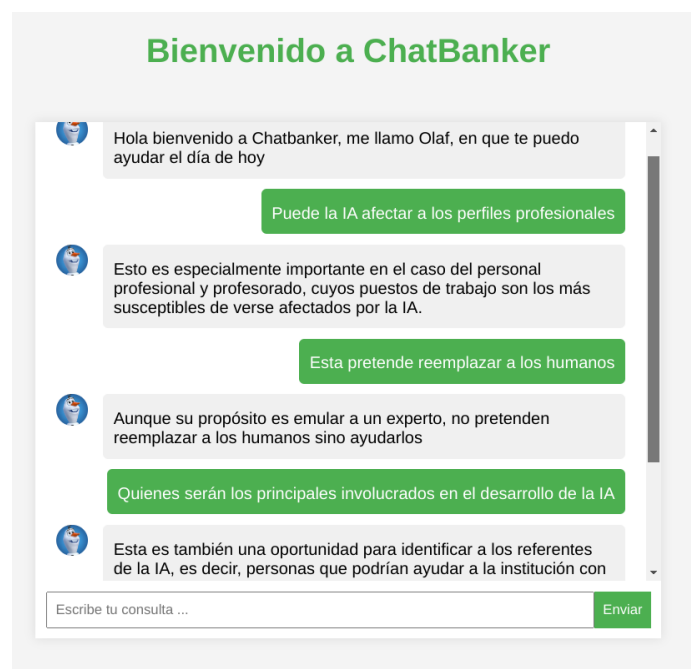 Bienvenido a ChatBanker
Hola bienvenido a Chatbanker, me llamo Olaf, en que te puedo
ayudar el día de hoy
Puede la IA afectar a los perfiles profesionales
Esto es especialmente importante en el caso del personal
profesional y profesorado, cuyos puestos de trabajo son los más
susceptibles de verse afectados por la IA.
Esta pretende reemplazar a los humanos
Aunque su propósito es emular a un experto, no pretenden
reemplazar a los humanos sino ayudarlos
Quienes serán los principales involucrados en el desarrollo de la IA
Esta es también una oportunidad para identificar a los referentes
de la IA, es decir, personas que podrían ayudar a la institución con
Escribe tu consulta ...
Enviar